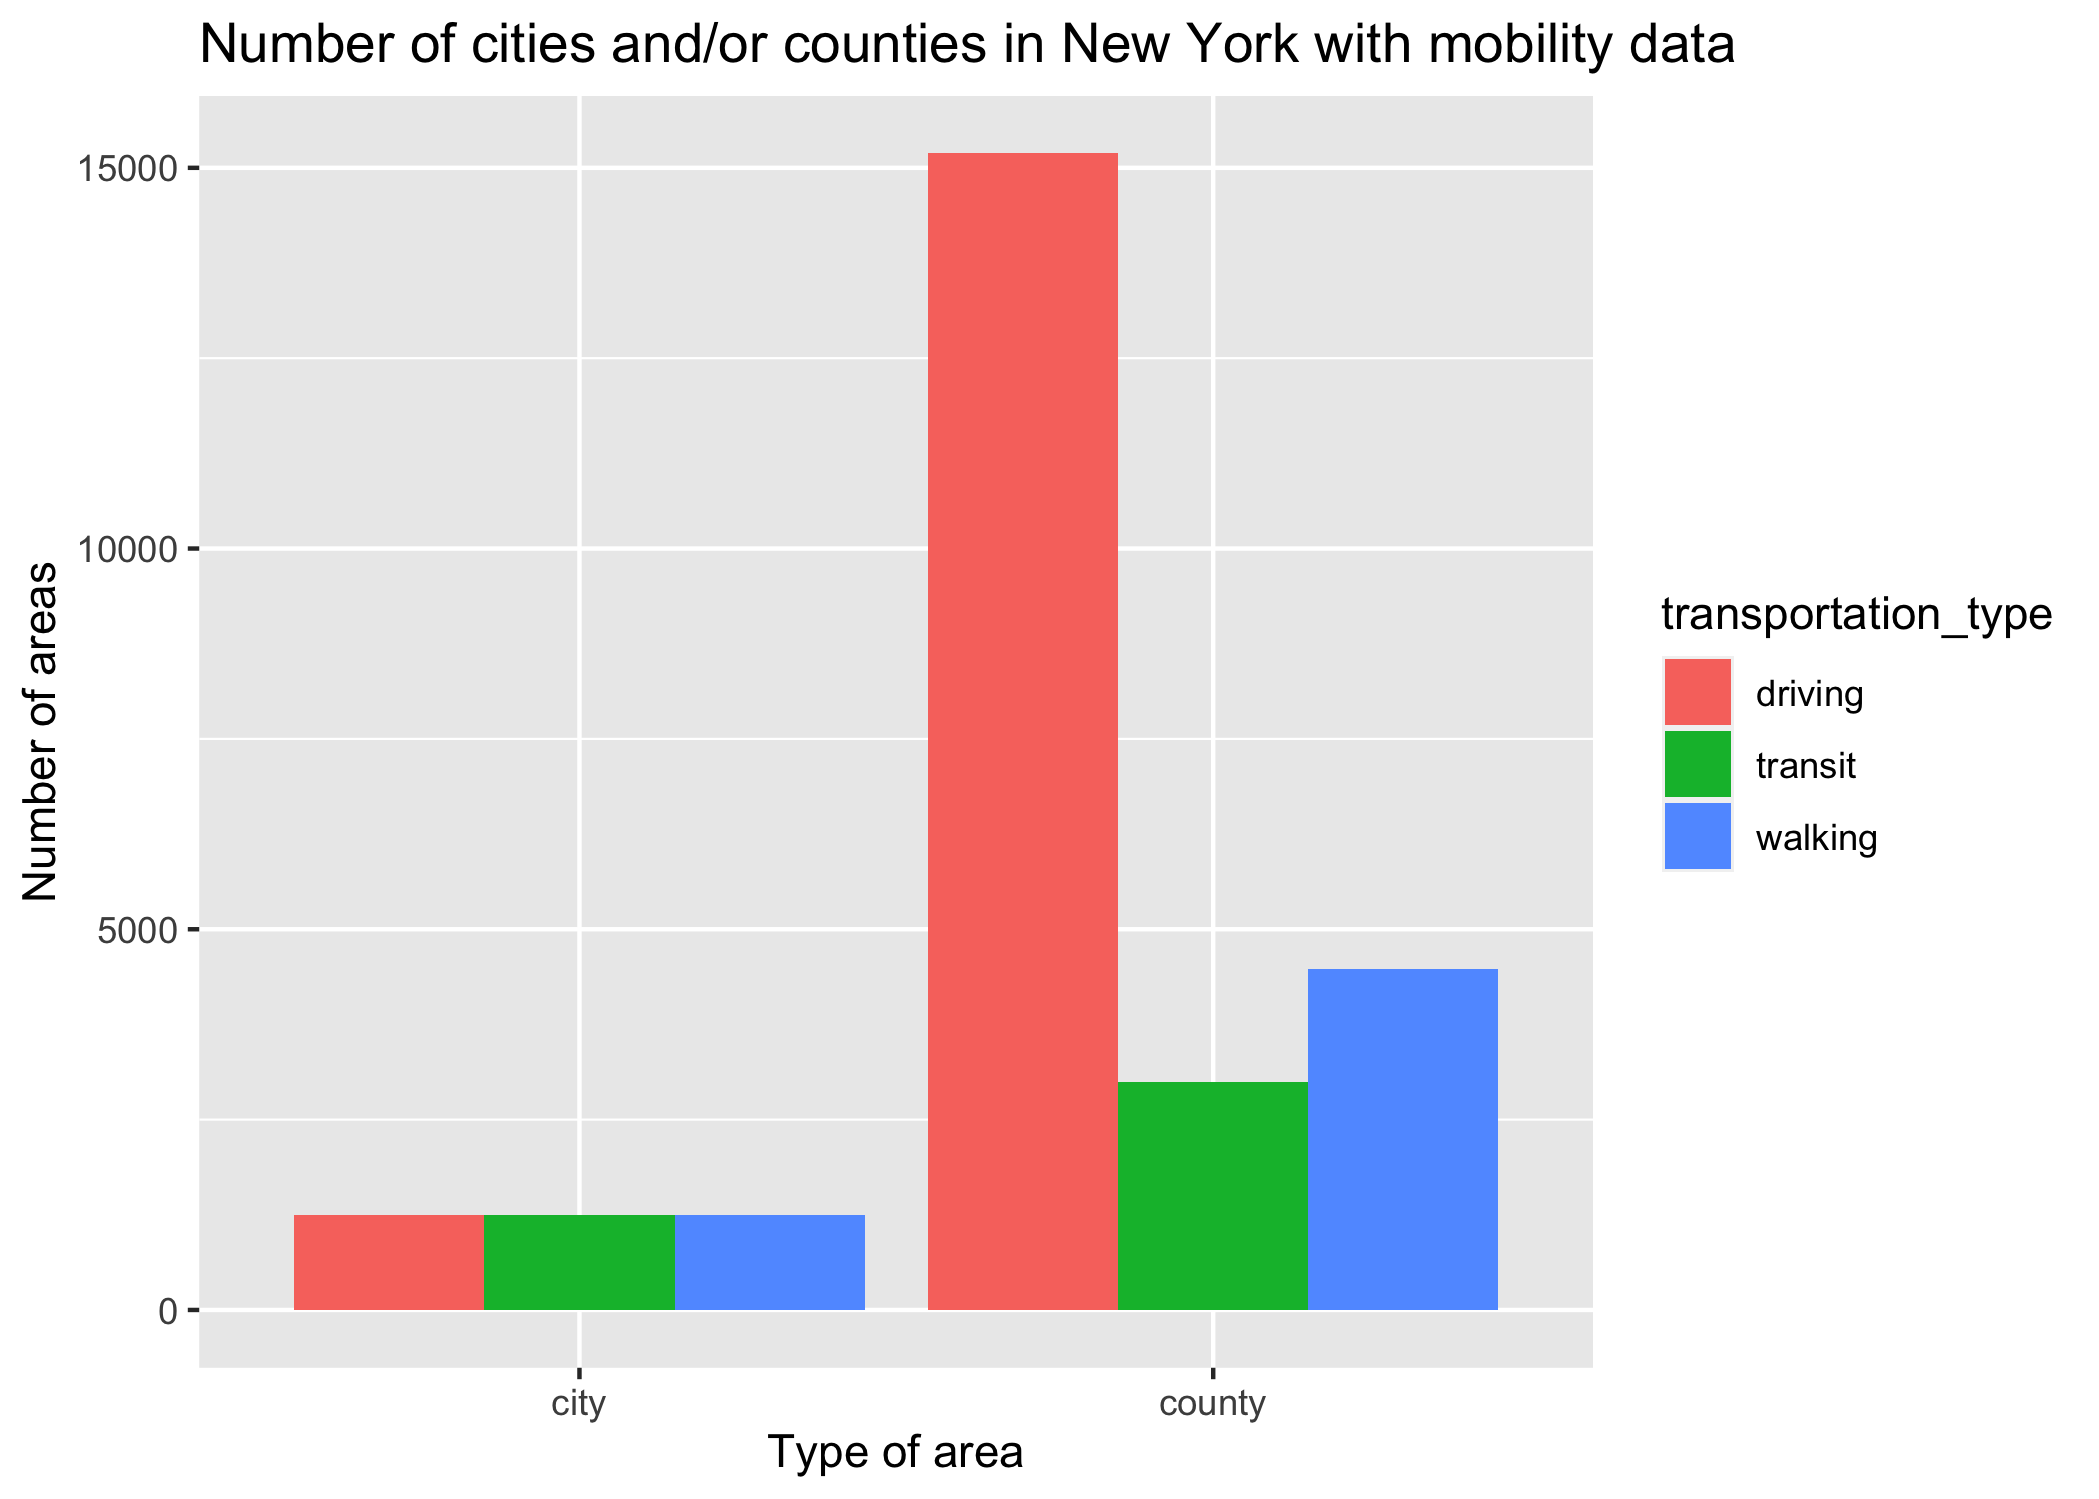 Number of cities and/or counties in New York with mobility data
Number of areas
15000
10000
5000
0
city
county
Type of area
transportation_type
driving
transit
walking